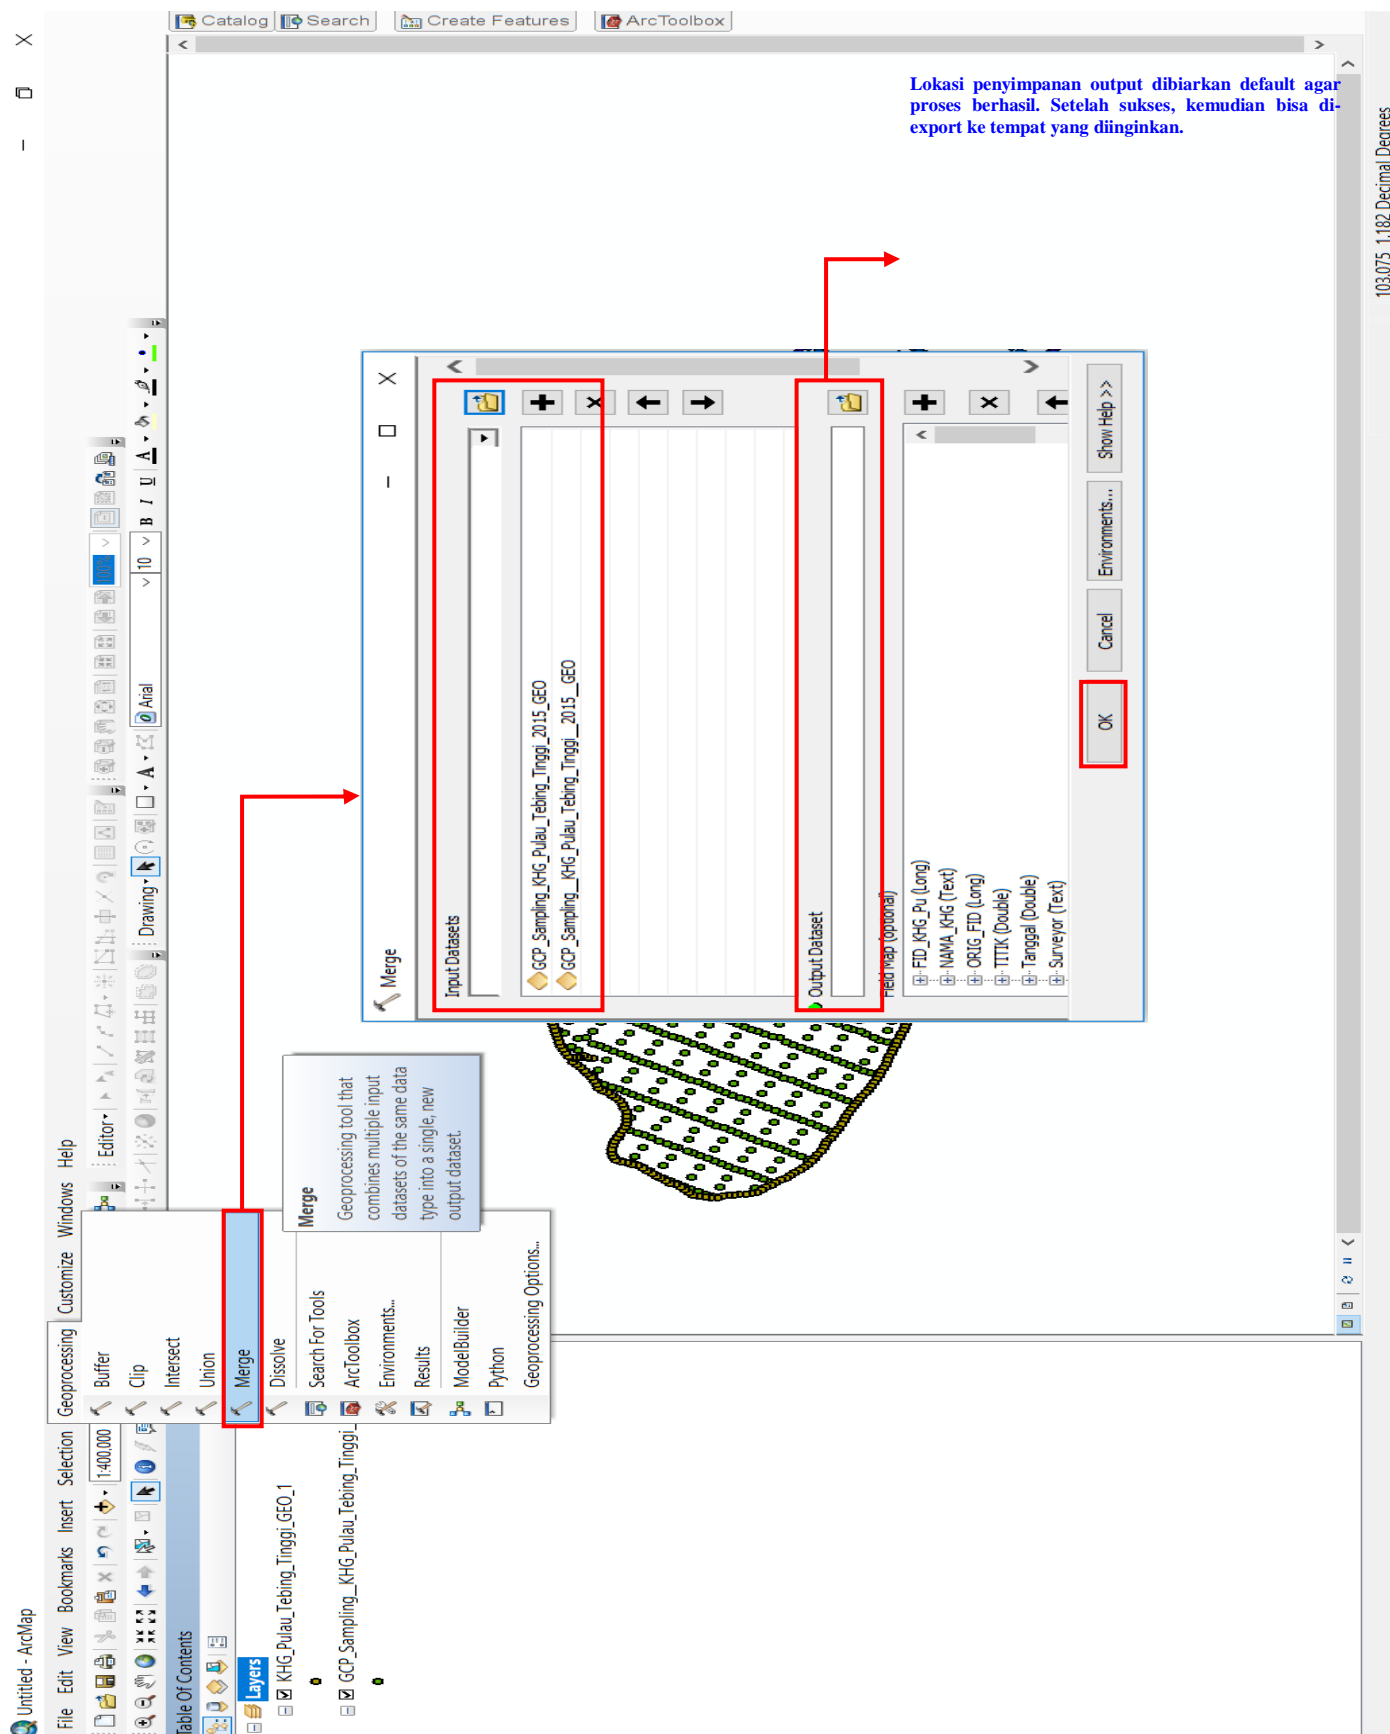 Untitled - ArcMap
File Edit View Bookmarks Insert Selection Geoprocessing Customize Windows Help
1:400.000
Editor
100%
Drawing
A
Arial
10
B I U A
Table Of Contents
Layers
KHG_Pulau_Tebing_Tinggi_GEO_1
GCP_Sampling__KHG_Pulau_Tebing_Tinggi_
Buffer
Clip
Intersect
Union
Merge
Dissolve
Search For Tools
ArcToolbox
Environments...
Results
ModelBuilder
Python
Geoprocessing Options...
Merge
Geoprocessing tool that
combines multiple input
datasets of the same data
type into a single, new
output dataset.
Merge
Input Datasets
GCP_Sampling_KHG_Pulau_Tebing_Tinggi_2015_GEO
GCP_Sampling__KHG_Pulau_Tebing_Tinggi__2015__GEO
Output Dataset
Field Map (optional)
FID_KHG_Pu (Long)
NAMA_KHG (Text)
ORIG_FID (Long)
TITIK (Double)
Tanggal (Double)
Surveyor (Text)
OK
Cancel
Environments...
Show Help >>
Catalog
Search
Create Features
ArcToolbox
Lokasi penyimpanan output dibiarkan default agar
proses berhasil. Setelah sukses, kemudian bisa di-
export ke tempat yang diinginkan.
103.075 1.182 Decimal Degrees